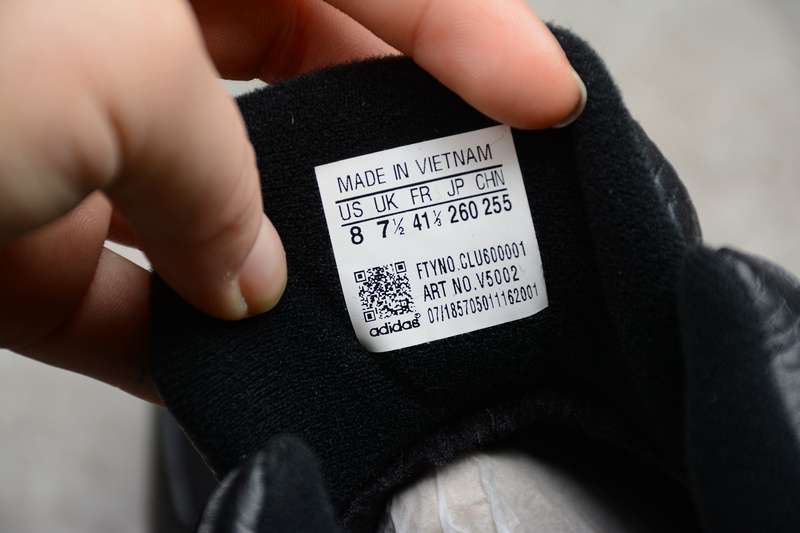 MADE IN VIETNAM
US UK FR JP CHN
8 7½ 41⅓ 260 255
FTYNO.CLU600001
ART NO.V5002
07/185705011162001
adidas